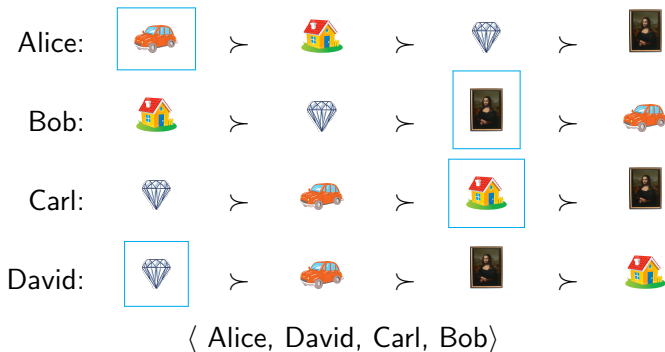 Alice: ≻ ≻ ≻
Bob: ≻ ≻ ≻
Carl: ≻ ≻ ≻
David: ≻ ≻ ≻
⟨ Alice, David, Carl, Bob⟩